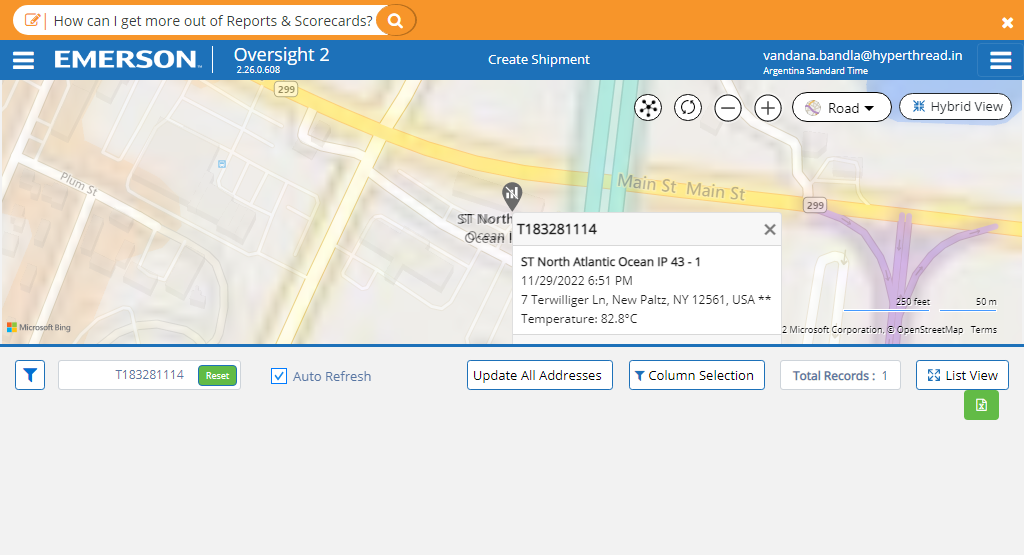 How can I get more out of Reports & Scorecards?
EMERSON
Oversight 2
2.26.0.608
Create Shipment
vandana.bandla@hyperthread.in
Argentina Standard Time
299
Road
Hybrid View
Plum St
Main St Main St
299
ST North
Ocean
T183281114
ST North Atlantic Ocean IP 43 - 1
11/29/2022 6:51 PM
7 Terwilliger Ln, New Paltz, NY 12561, USA **
Temperature: 82.8°C
250 feet
50 m
Microsoft Bing
2 Microsoft Corporation, © OpenStreetMap Terms
T183281114
Reset
Auto Refresh
Update All Addresses
Column Selection
Total Records : 1
List View